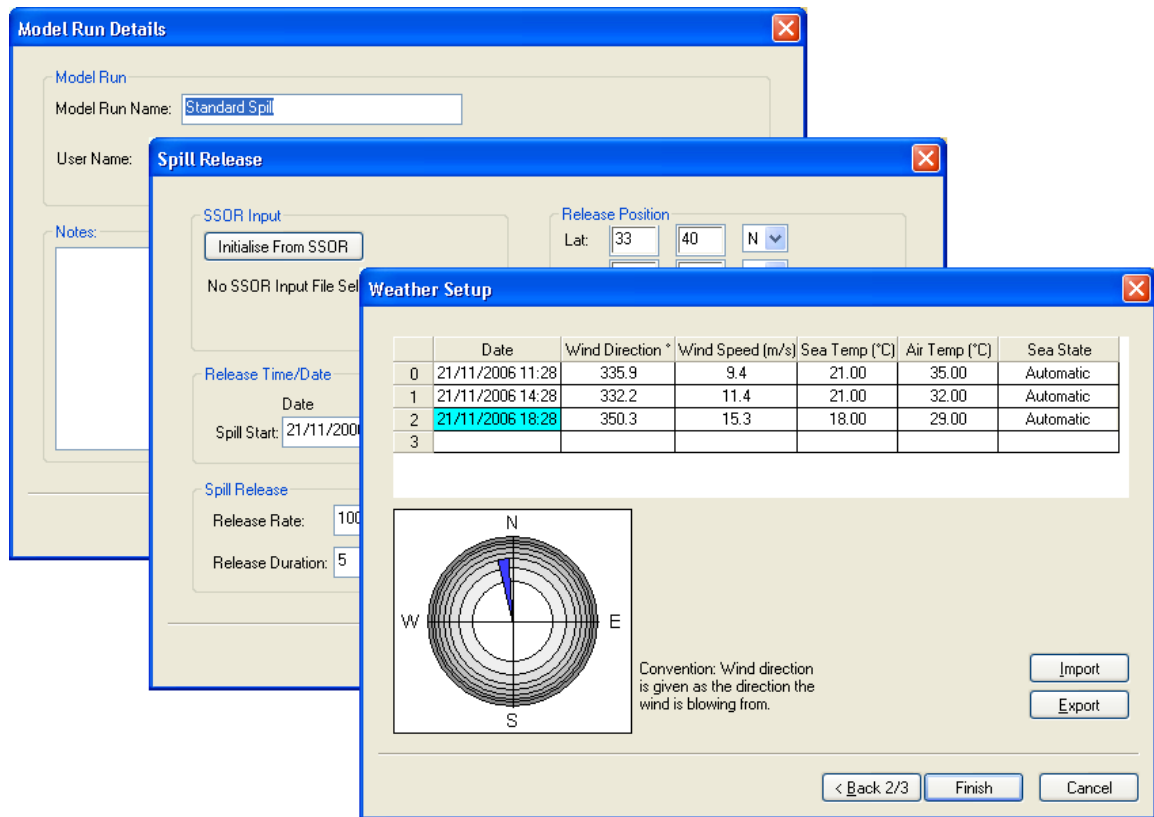 Model Run Details
Model Run
Model Run Name: Standard Spill
User Name:
Notes:
Spill Release
SSOR Input
Initialise From SSOR
No SSOR Input File Sel
Release Position
Lat: 33 40 N
Release Time/Date
Date
Spill Start: 21/11/200
Spill Release
Release Rate: 100
Release Duration: 5
Weather Setup
Date Wind Direction ° Wind Speed (m/s) Sea Temp (°C) Air Temp (°C) Sea State
0 21/11/2006 11:28 335.9 9.4 21.00 35.00 Automatic
1 21/11/2006 14:28 332.2 11.4 21.00 32.00 Automatic
2 21/11/2006 18:28 350.3 15.3 18.00 29.00 Automatic
3
N
W E
S
Convention: Wind direction
is given as the direction the
wind is blowing from.
Import
Export
< Back 2/3 Finish Cancel